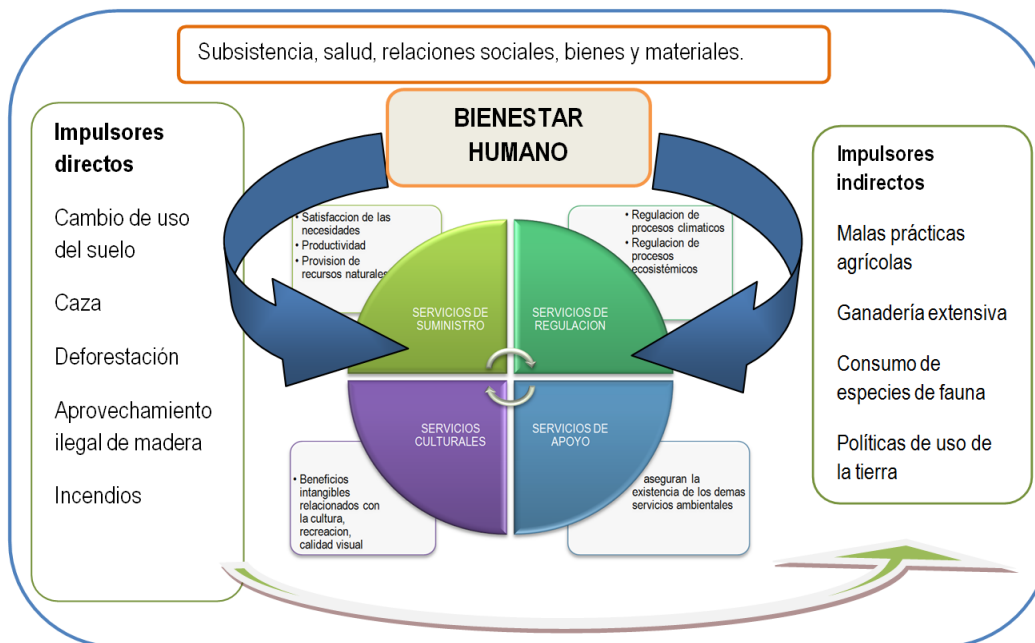 Subsistencia, salud, relaciones sociales, bienes y materiales.
BIENESTAR
HUMANO
Impulsores
directos
Cambio de uso
del suelo
Caza
Deforestación
Aprovechamiento
ilegal de madera
Incendios
• Satisfaccion de las
necesidades
• Productividad
• Provision de
recursos naturales
• Regulacion de
procesos climaticos
• Regulacion de
procesos
ecosistémicos
SERVICIOS DE
SUMINISTRO
SERVICIOS DE
REGULACION
SERVICIOS
CULTURALES
SERVICIOS DE
APOYO
• Beneficios
intangibles
relacionados con
la cultura,
recreacion,
calidad visual
aseguran la
existencia de los demas
servicios ambientales
Impulsores
indirectos
Malas prácticas
agrícolas
Ganadería extensiva
Consumo de
especies de fauna
Políticas de uso de
la tierra